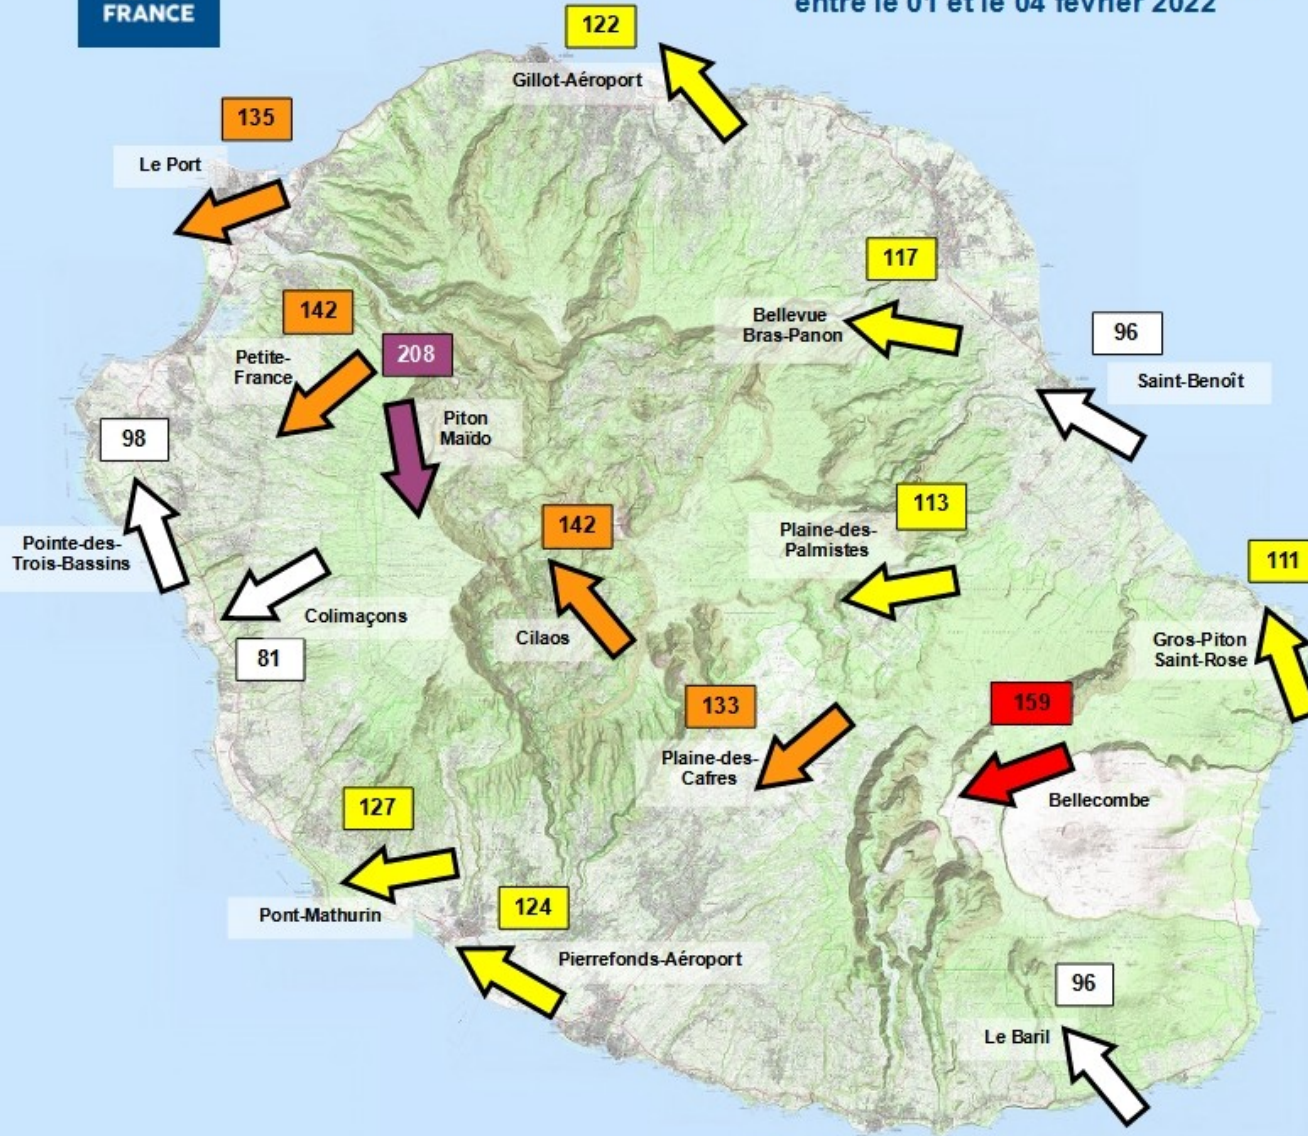 FRANCE
entre le 01 et le 04 février 2022
122
Gillot-Aéroport
135
Le Port
117
Bellevue
Bras-Panon
142
Petite-
France
208
Piton
Maïdo
96
Saint-Benoît
98
Pointe-des-
Trois-Bassins
142
Cilaos
113
Plaine-des-
Palmistes
111
Gros-Piton
Saint-Rose
Colimaçons
81
133
Plaine-des-
Cafres
159
Bellecombe
127
Pont-Mathurin
124
Pierrefonds-Aéroport
96
Le Baril